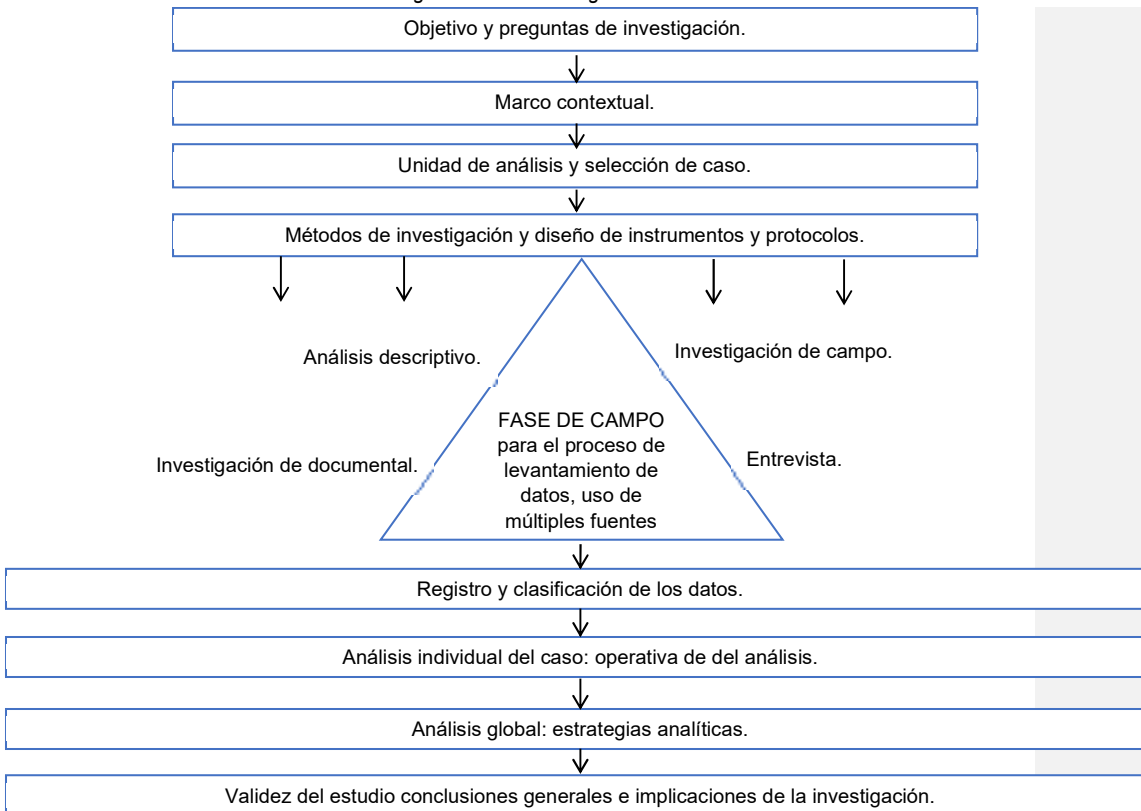 Objetivo y preguntas de investigación.
Marco contextual.
Unidad de análisis y selección de caso.
Métodos de investigación y diseño de instrumentos y protocolos.
Análisis descriptivo.
Investigación de campo.
Investigación de documental.
Entrevista.
FASE DE CAMPO
para el proceso de
levantamiento de
datos, uso de
múltiples fuentes
Registro y clasificación de los datos.
Análisis individual del caso: operativa de del análisis.
Análisis global: estrategias analíticas.
Validez del estudio conclusiones generales e implicaciones de la investigación.